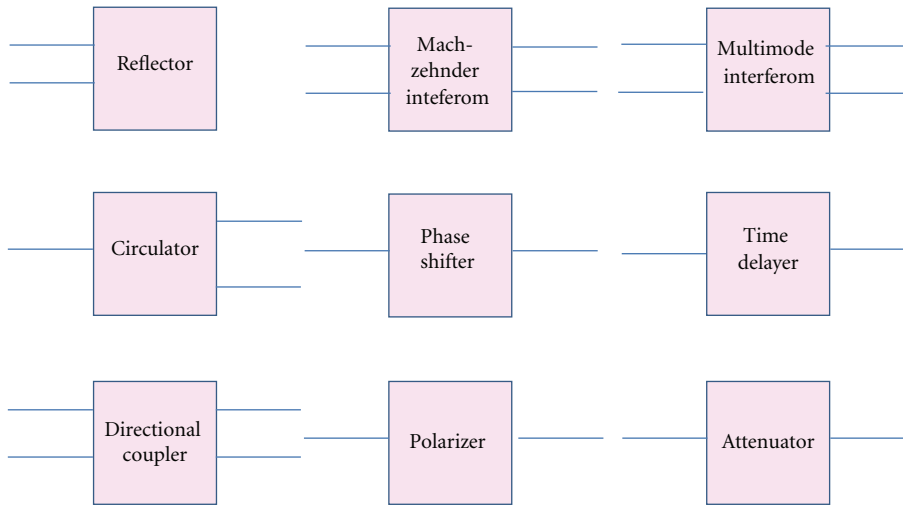 Reflector
Mach-
zehnder
inteferom
Multimode
interferom
Circulator
Phase
shifter
Time
delayer
Directional
coupler
Polarizer
Attenuator